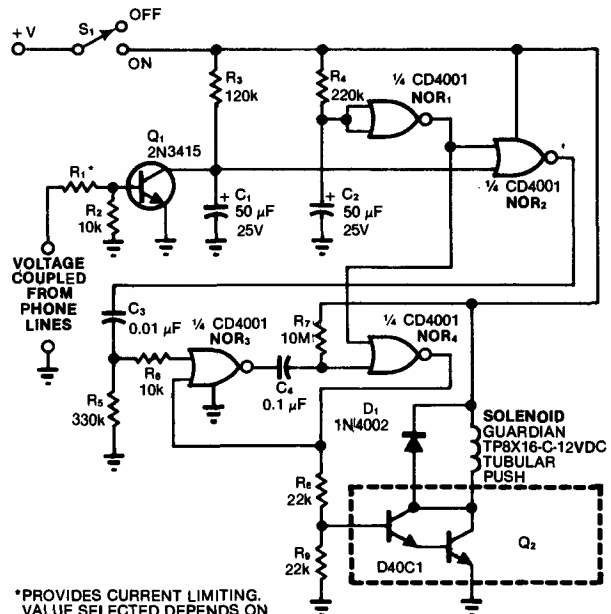 OFF
+V
S₁
ON
R₃
120k
R₄
220k
¼ CD4001
NOR₁
Q₁
2N3415
R₁*
R₂
10k
+
C₁
50 µF
25V
+
C₂
50 µF
25V
¼ CD4001
NOR₂
VOLTAGE
COUPLED
FROM
PHONE
LINES
C₃
0.01 µF
¼ CD4001
NOR₃
R₇
10M
¼ CD4001
NOR₄
R₆
10k
C₄
0.1 µF
R₅
330k
D₁
1N4002
SOLENOID
GUARDIAN
TP8X16-C-12VDC
TUBULAR
PUSH
R₈
22k
R₉
22k
D40C1
Q₂
*PROVIDES CURRENT LIMITING.
VALUE SELECTED DEPENDS ON